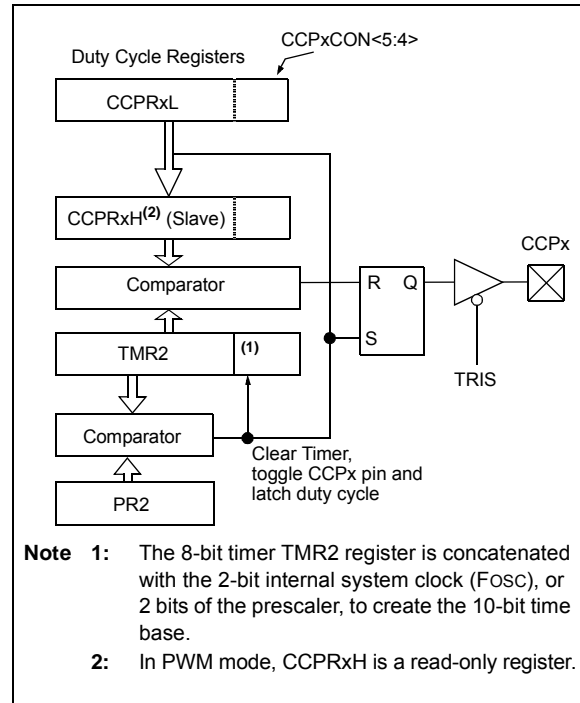 CCPxCON<5:4>
Duty Cycle Registers
CCPRxL
CCPRxH(2) (Slave)
CCPx
Comparator
R Q
TMR2 (1)
S
TRIS
Comparator
Clear Timer,
toggle CCPx pin and
latch duty cycle
PR2
Note 1: The 8-bit timer TMR2 register is concatenated
with the 2-bit internal system clock (FOSC), or
2 bits of the prescaler, to create the 10-bit time
base.
2: In PWM mode, CCPRxH is a read-only register.